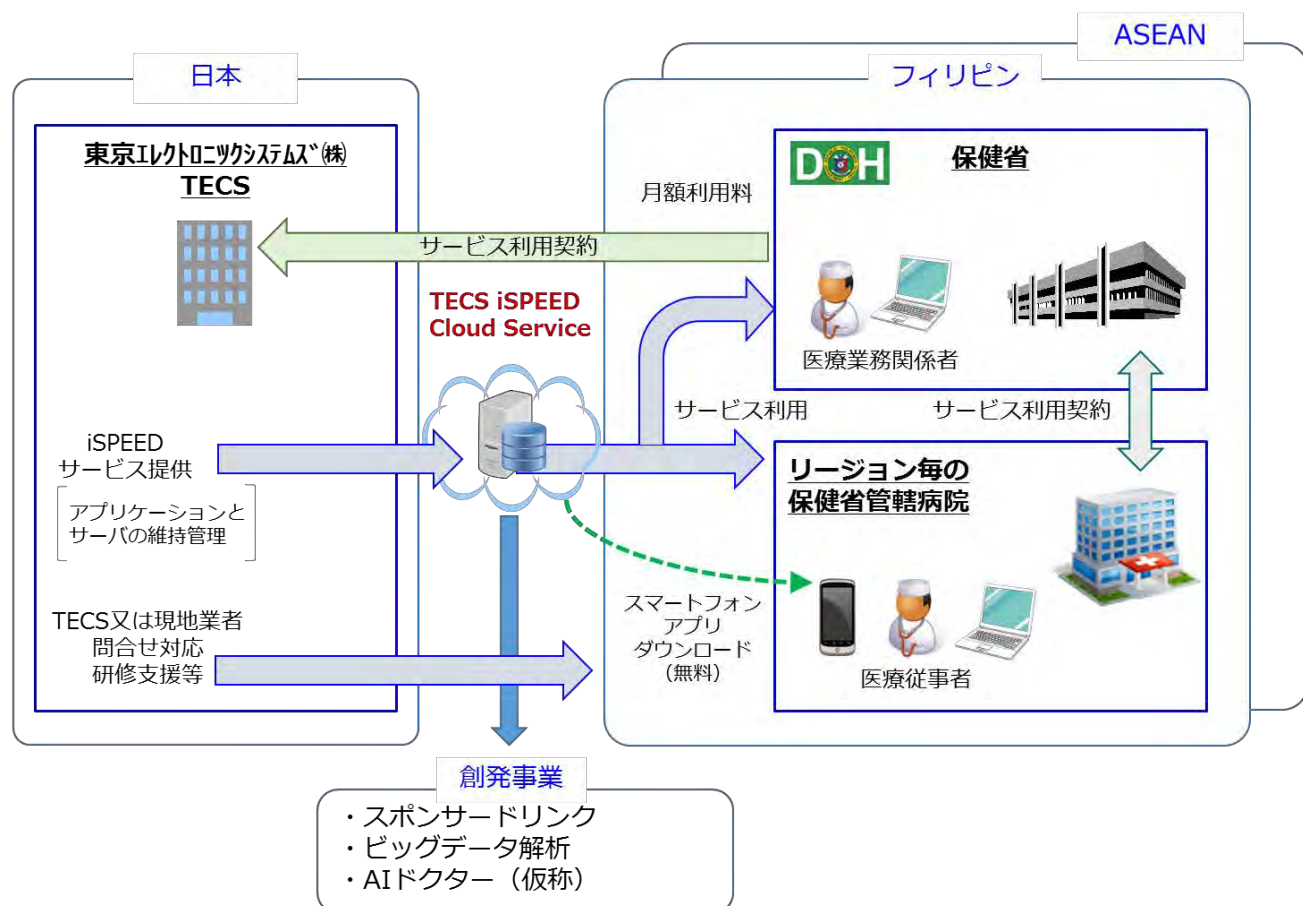 ASEAN
日本
フィリピン
東京ｴﾚｸﾄﾛﾆﾂｸｼｽﾃﾑｽﾞ㈱
TECS
DOH
保健省
月額利用料
サービス利用契約
TECS iSPEED
Cloud Service
医療業務関係者
サービス利用
サービス利用契約
iSPEED
サービス提供
アプリケーションと
サーバの維持管理
リージョン毎の
保健省管轄病院
TECS又は現地業者
問合せ対応
研修支援等
スマートフォン
アプリ
ダウンロード
(無料)
医療従事者
創発事業
・スポンサードリンク
・ビッグデータ解析
・AIドクター（仮称）